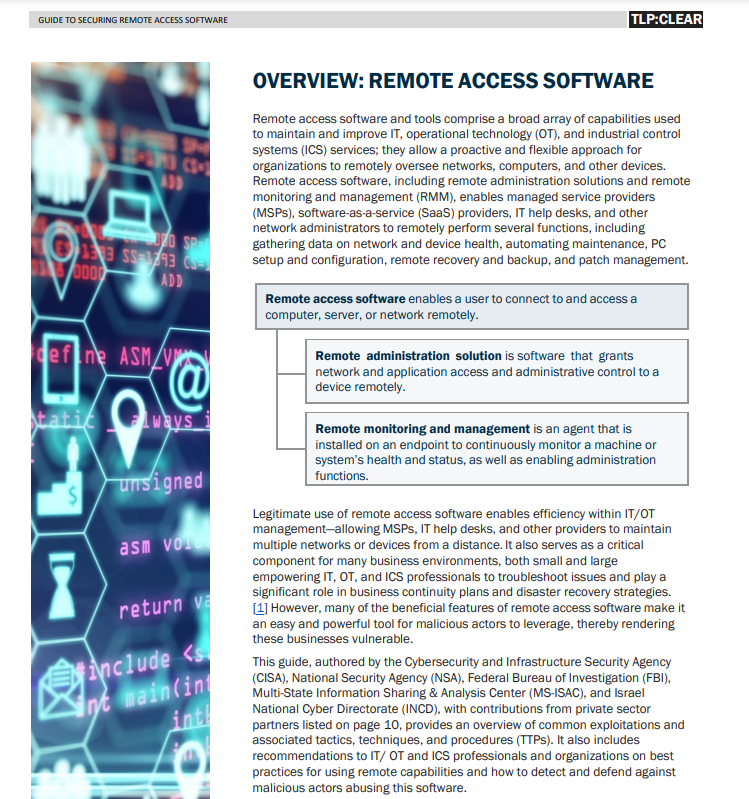 GUIDE TO SECURING REMOTE ACCESS SOFTWARE
TLP:CLEAR
OVERVIEW: REMOTE ACCESS SOFTWARE
Remote access software and tools comprise a broad array of capabilities used
to maintain and improve IT, operational technology (OT), and industrial control
systems (ICS) services; they allow a proactive and flexible approach for
organizations to remotely oversee networks, computers, and other devices.
Remote access software, including remote administration solutions and remote
monitoring and management (RMM), enables managed service providers
(MSPs), software-as-a-service (SaaS) providers, IT help desks, and other
network administrators to remotely perform several functions, including
gathering data on network and device health, automating maintenance, PC
setup and configuration, remote recovery and backup, and patch management.
Remote access software enables a user to connect to and access a
computer, server, or network remotely.
Remote administration solution is software that grants
network and application access and administrative control to a
device remotely.
Remote monitoring and management is an agent that is
installed on an endpoint to continuously monitor a machine or
system's health and status, as well as enabling administration
functions.
Legitimate use of remote access software enables efficiency within IT/OT
management—allowing MSPs, IT help desks, and other providers to maintain
multiple networks or devices from a distance. It also serves as a critical
component for many business environments, both small and large
empowering IT, OT, and ICS professionals to troubleshoot issues and play a
significant role in business continuity plans and disaster recovery strategies.
[1] However, many of the beneficial features of remote access software make it
an easy and powerful tool for malicious actors to leverage, thereby rendering
these businesses vulnerable.
This guide, authored by the Cybersecurity and Infrastructure Security Agency
(CISA), National Security Agency (NSA), Federal Bureau of Investigation (FBI),
Multi-State Information Sharing & Analysis Center (MS-ISAC), and Israel
National Cyber Directorate (INCD), with contributions from private sector
partners listed on page 10, provides an overview of common exploitations and
associated tactics, techniques, and procedures (TTPs). It also includes
recommendations to IT/ OT and ICS professionals and organizations on best
practices for using remote capabilities and how to detect and defend against
malicious actors abusing this software.
ADD
ADD
@
always
unsigned
$
asm
return
#include
int main(int